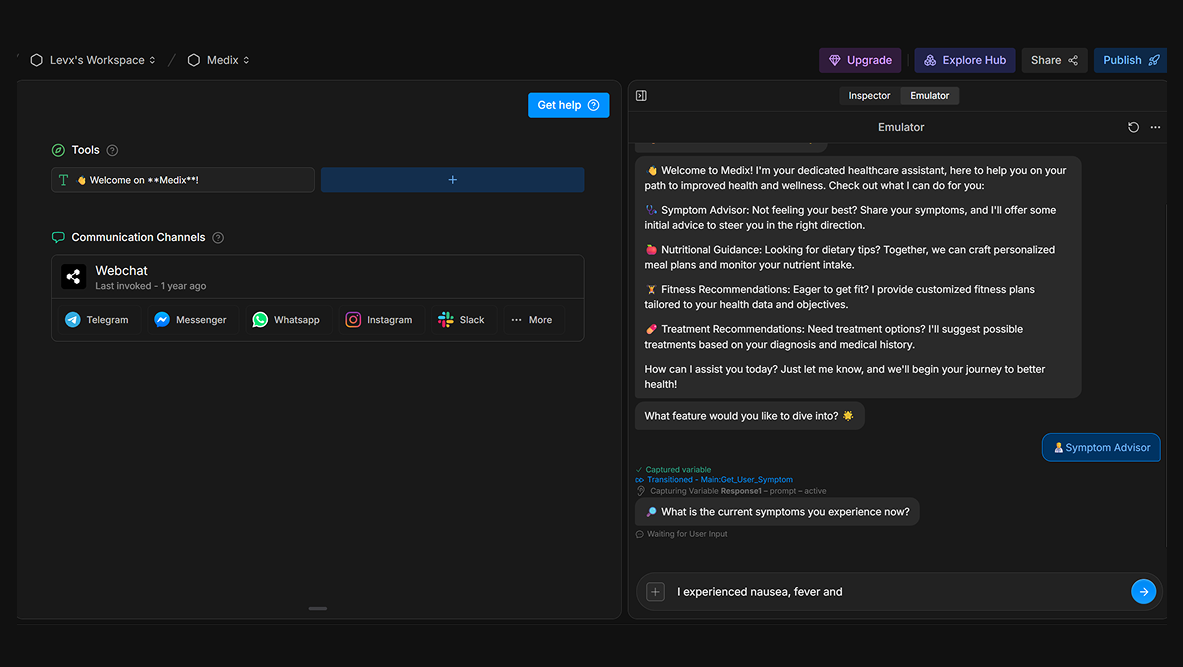 Levx's Workspace / Medix
Upgrade
Explore Hub
Share
Publish
Get help
Tools
T 👋 Welcome on **Medix**!
+
Communication Channels
Webchat
Last invoked - 1 year ago
Telegram
Messenger
Whatsapp
Instagram
Slack
··· More
Inspector
Emulator
Emulator
👋 Welcome to Medix! I'm your dedicated healthcare assistant, here to help you on your
path to improved health and wellness. Check out what I can do for you:
🩺 Symptom Advisor: Not feeling your best? Share your symptoms, and I'll offer some
initial advice to steer you in the right direction.
🍎 Nutritional Guidance: Looking for dietary tips? Together, we can craft personalized
meal plans and monitor your nutrient intake.
🏋️ Fitness Recommendations: Eager to get fit? I provide customized fitness plans
tailored to your health data and objectives.
💊 Treatment Recommendations: Need treatment options? I'll suggest possible
treatments based on your diagnosis and medical history.
How can I assist you today? Just let me know, and we'll begin your journey to better
health!
What feature would you like to dive into? 🌟
Symptom Advisor
Captured variable
Transitioned - Main:Get_User_Symptom
Capturing Variable Response1 – prompt – active
🔎 What is the current symptoms you experience now?
Waiting for User Input
I experienced nausea, fever and